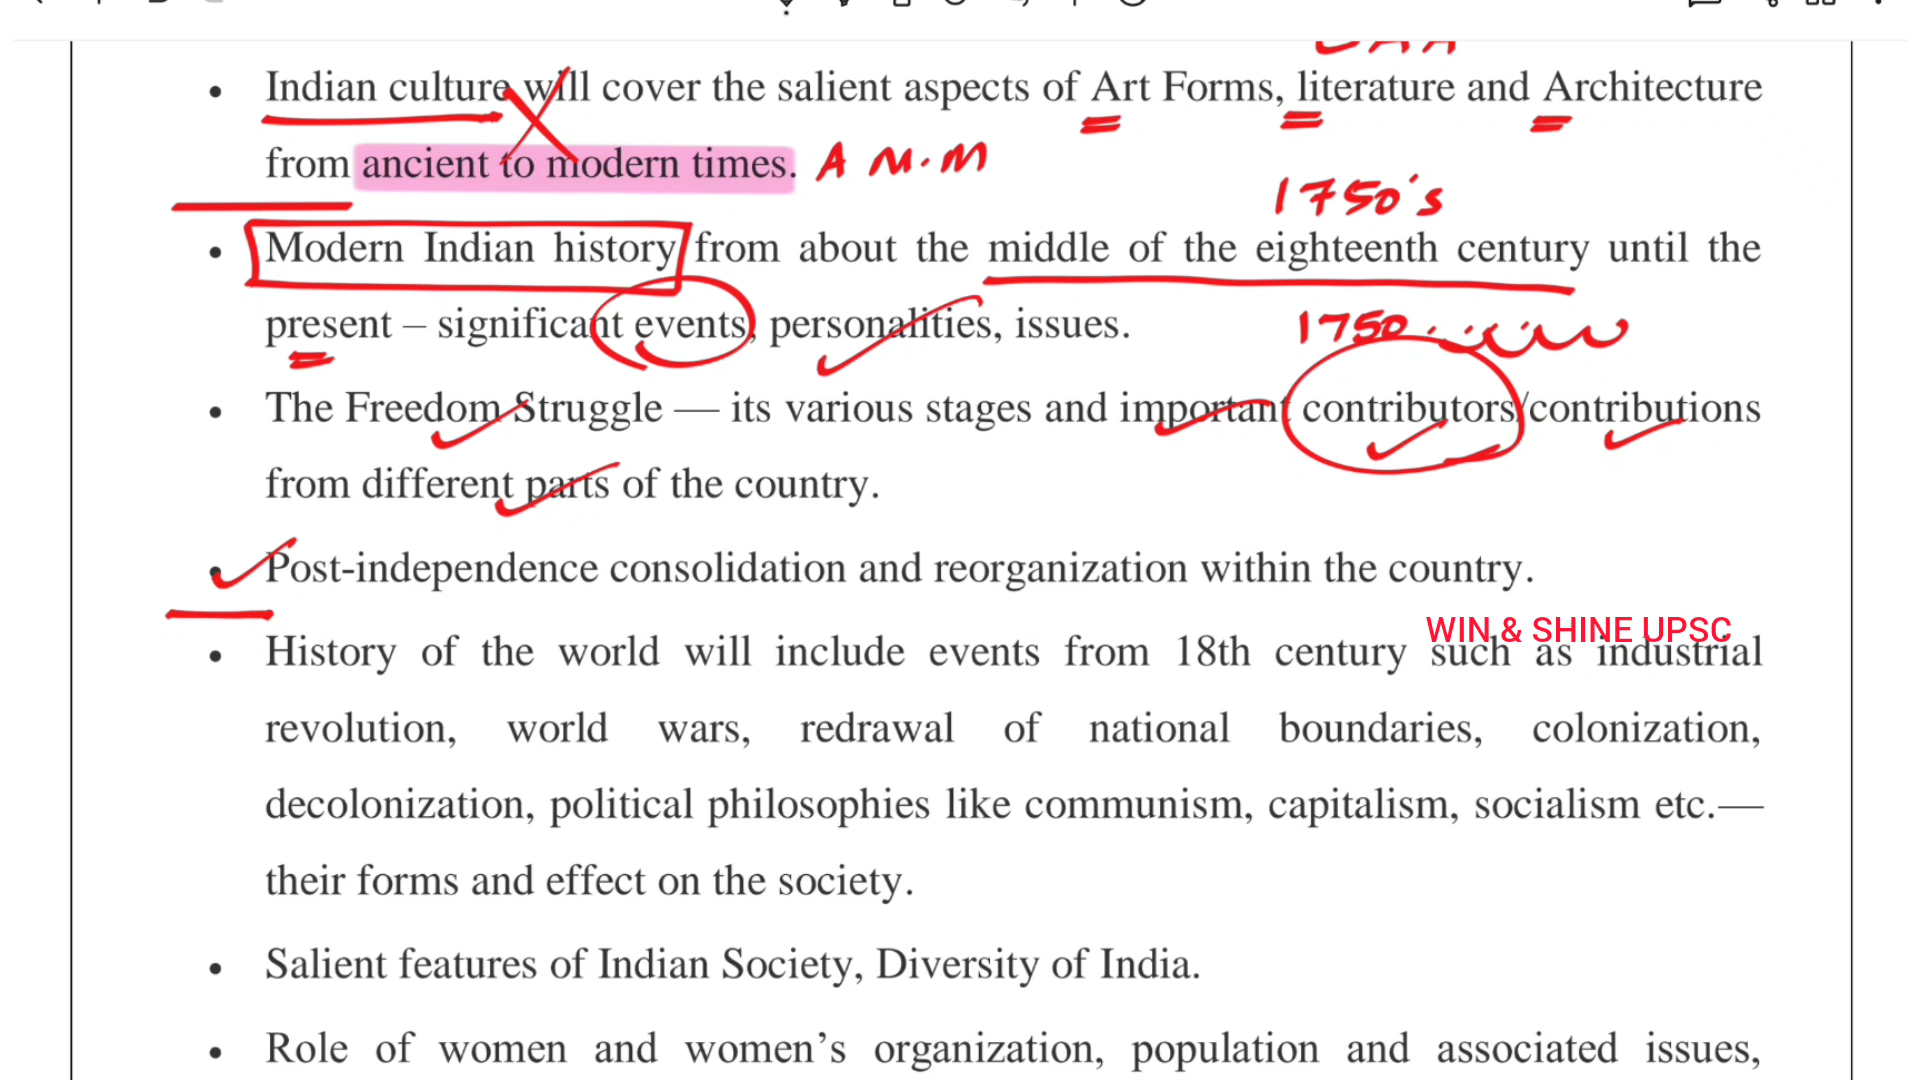 • Indian culture will cover the salient aspects of Art Forms, literature and Architecture
from ancient to modern times. A M.M
1750's
• Modern Indian history from about the middle of the eighteenth century until the
present – significant events, personalities, issues.
1750
• The Freedom Struggle — its various stages and important contributors/contributions
from different parts of the country.
• Post-independence consolidation and reorganization within the country.
WIN & SHINE UPSC
• History of the world will include events from 18th century such as industrial
revolution, world wars, redrawal of national boundaries, colonization,
decolonization, political philosophies like communism, capitalism, socialism etc.—
their forms and effect on the society.
• Salient features of Indian Society, Diversity of India.
• Role of women and women’s organization, population and associated issues,